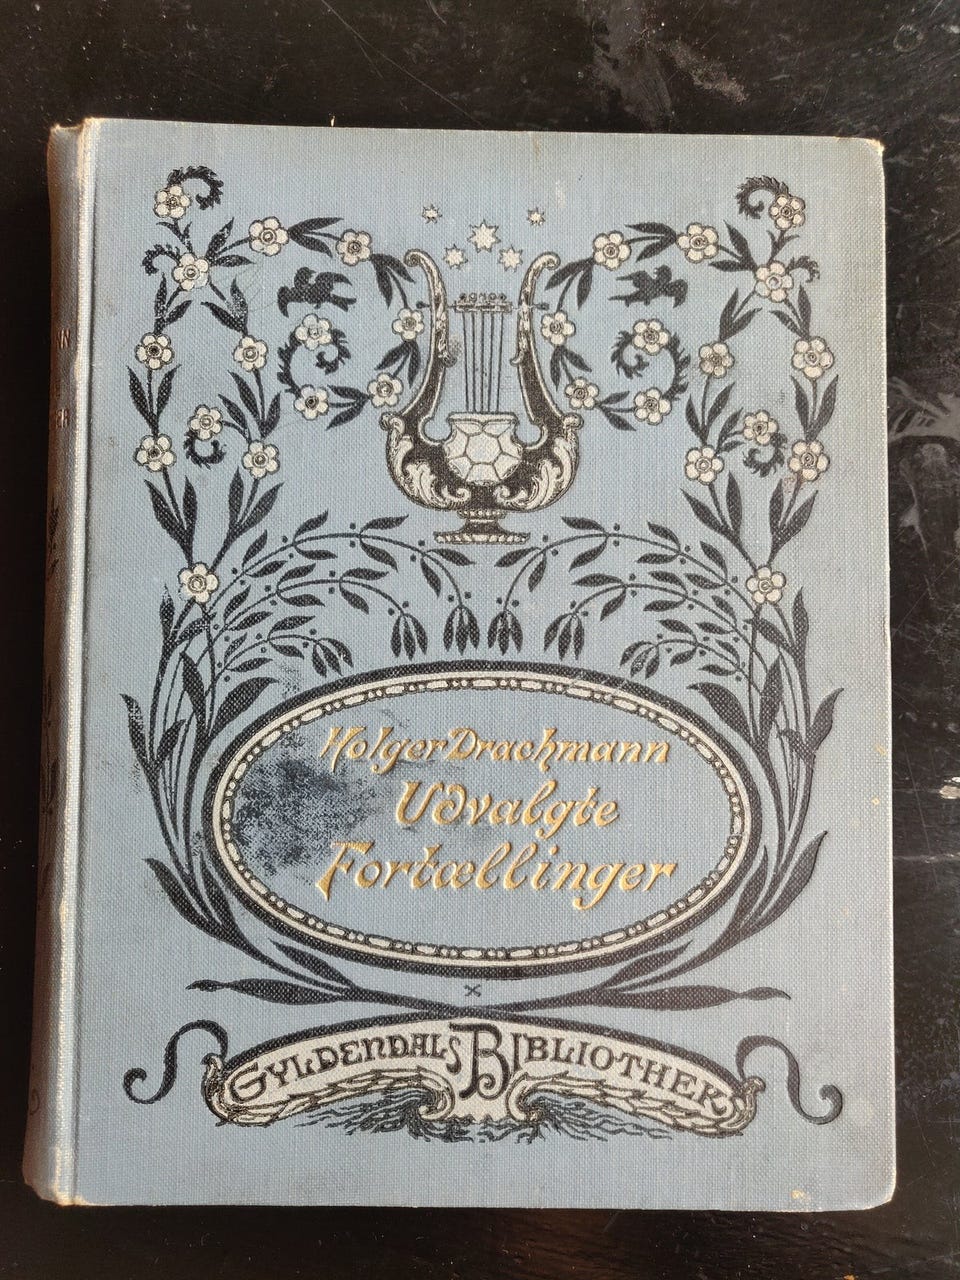 Holger Drachmann
Udvalgte
Fortællinger
GYLDENDALS BIBLIOTHEK